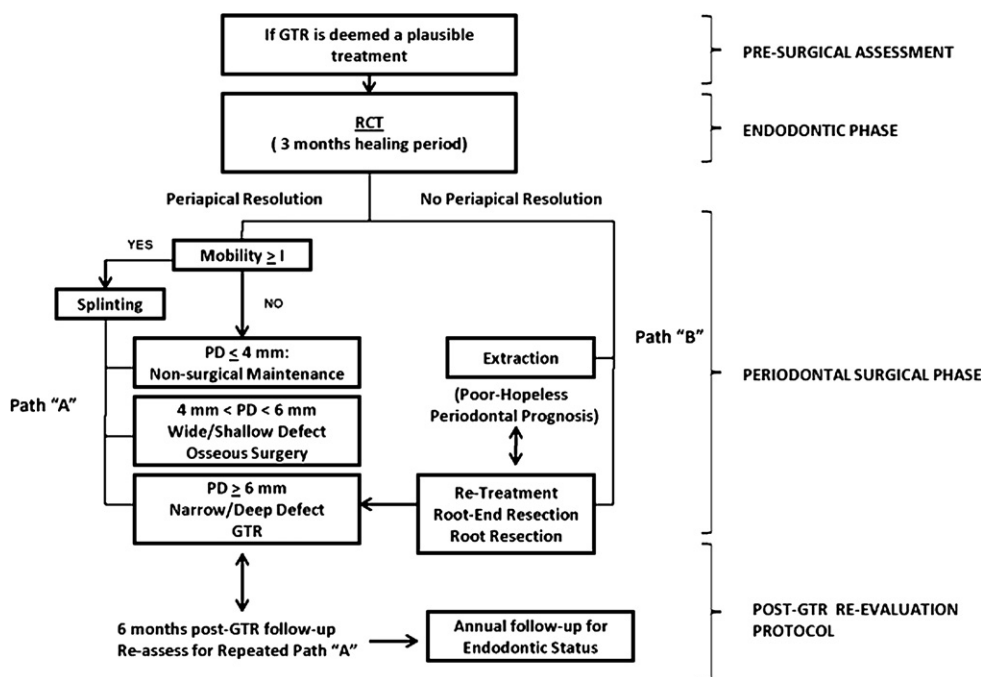 If GTR is deemed a plausible
treatment
PRE-SURGICAL ASSESSMENT
RCT
( 3 months healing period)
ENDODONTIC PHASE
Periapical Resolution
No Periapical Resolution
YES
Mobility ≥ I
Splinting
NO
PD ≤ 4 mm:
Non-surgical Maintenance
Path “A”
4 mm < PD < 6 mm
Wide/Shallow Defect
Osseous Surgery
PD ≥ 6 mm
Narrow/Deep Defect
GTR
Path “B”
Extraction
(Poor-Hopeless
Periodontal Prognosis)
Re-Treatment
Root-End Resection
Root Resection
PERIODONTAL SURGICAL PHASE
6 months post-GTR follow-up
Re-assess for Repeated Path “A”
Annual follow-up for
Endodontic Status
POST-GTR RE-EVALUATION
PROTOCOL